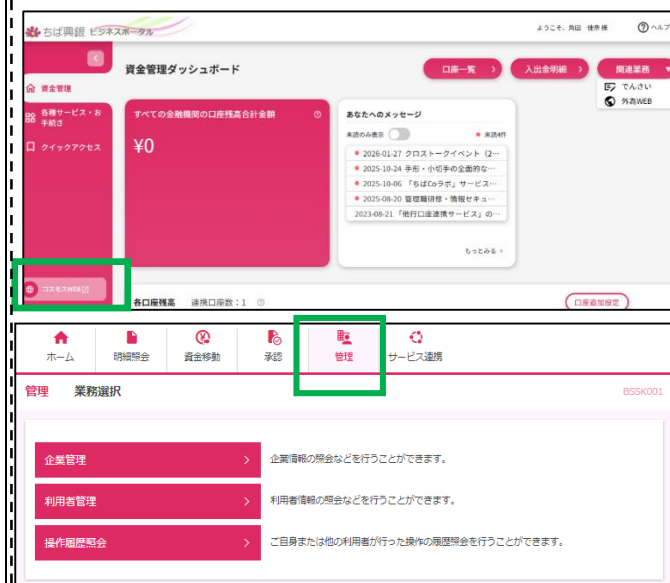 ちば興銀 ビジネスポータル
ようこそ、角田 佳奈様
ヘルプ
資金管理ダッシュボード
口座一覧
入出金明細
関連業務
でんさい
外為WEB
資金管理
各種サービス・お
手続き
クイックアクセス
コスモスWEB
すべての金融機関の口座残高合計金額
¥0
あなたへのメッセージ
未読のみ表示
未読4件
2026-01-27 クロストークイベント（2…
2025-10-24 手形・小切手の全面的な…
2025-10-06 「ちばCoラボ」サービス…
2025-08-20 管理職研修・情報セキュ…
2023-08-21 「他行口座連携サービス」の…
もっとみる
各口座残高 連携口座数：1
口座追加設定
ホーム
明細照会
資金移動
承認
管理
サービス連携
管理 業務選択
BSSK001
企業管理
企業情報の照会などを行うことができます。
利用者管理
利用者情報の照会などを行うことができます。
操作履歴照会
ご自身または他の利用者が行った操作の履歴照会を行うことができます。